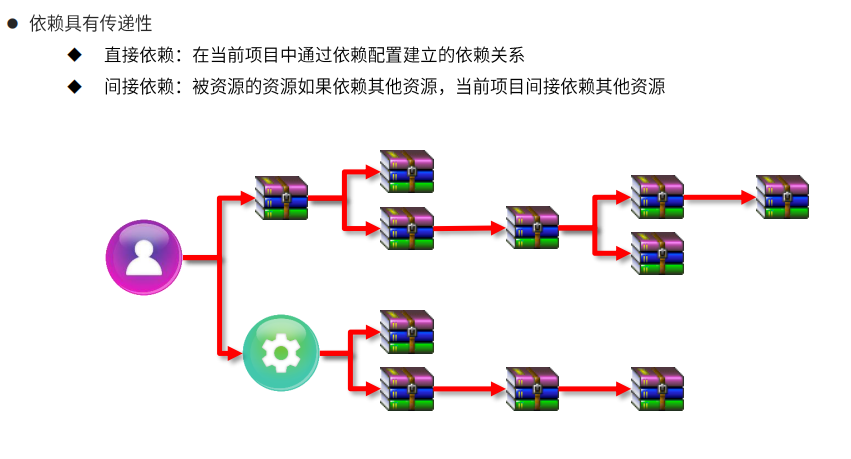 依赖具有传递性
直接依赖：在当前项目中通过依赖配置建立的依赖关系
间接依赖：被资源的资源如果依赖其他资源，当前项目间接依赖其他资源